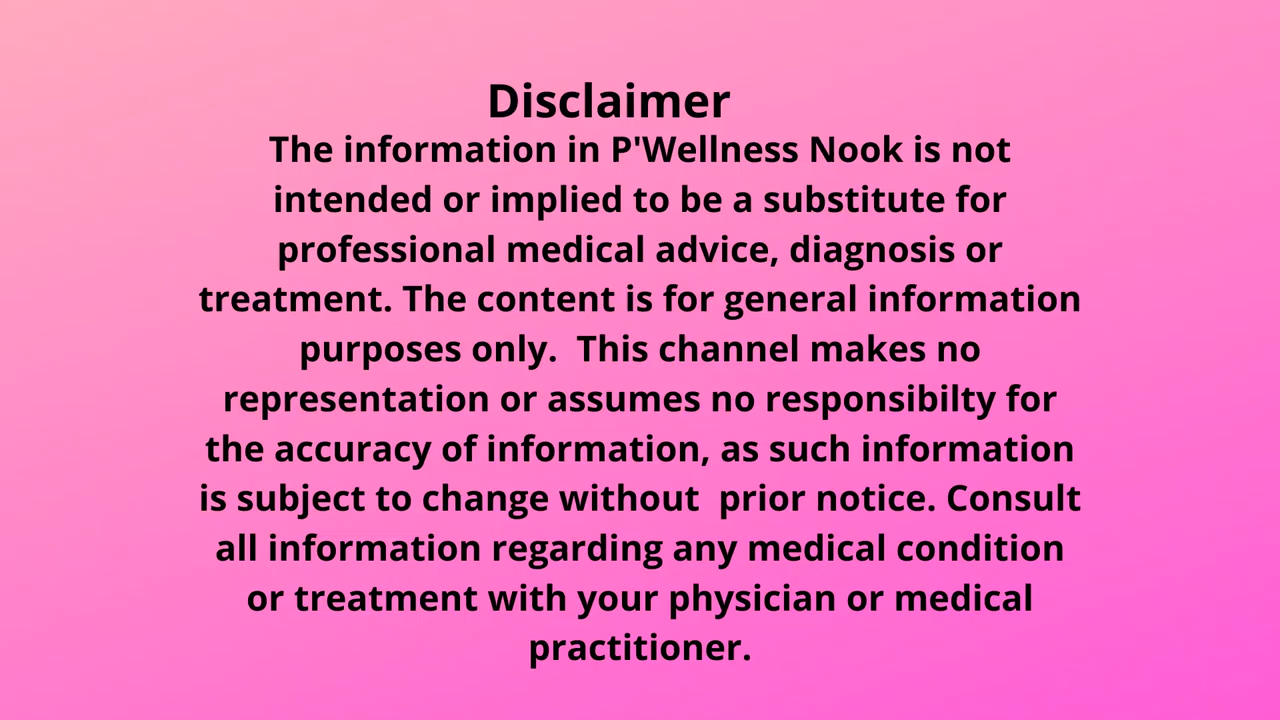 Disclaimer
The information in P'Wellness Nook is not
intended or implied to be a substitute for
professional medical advice, diagnosis or
treatment. The content is for general information
purposes only.  This channel makes no
representation or assumes no responsibilty for
the accuracy of information, as such information
is subject to change without  prior notice. Consult
all information regarding any medical condition
or treatment with your physician or medical
practitioner.